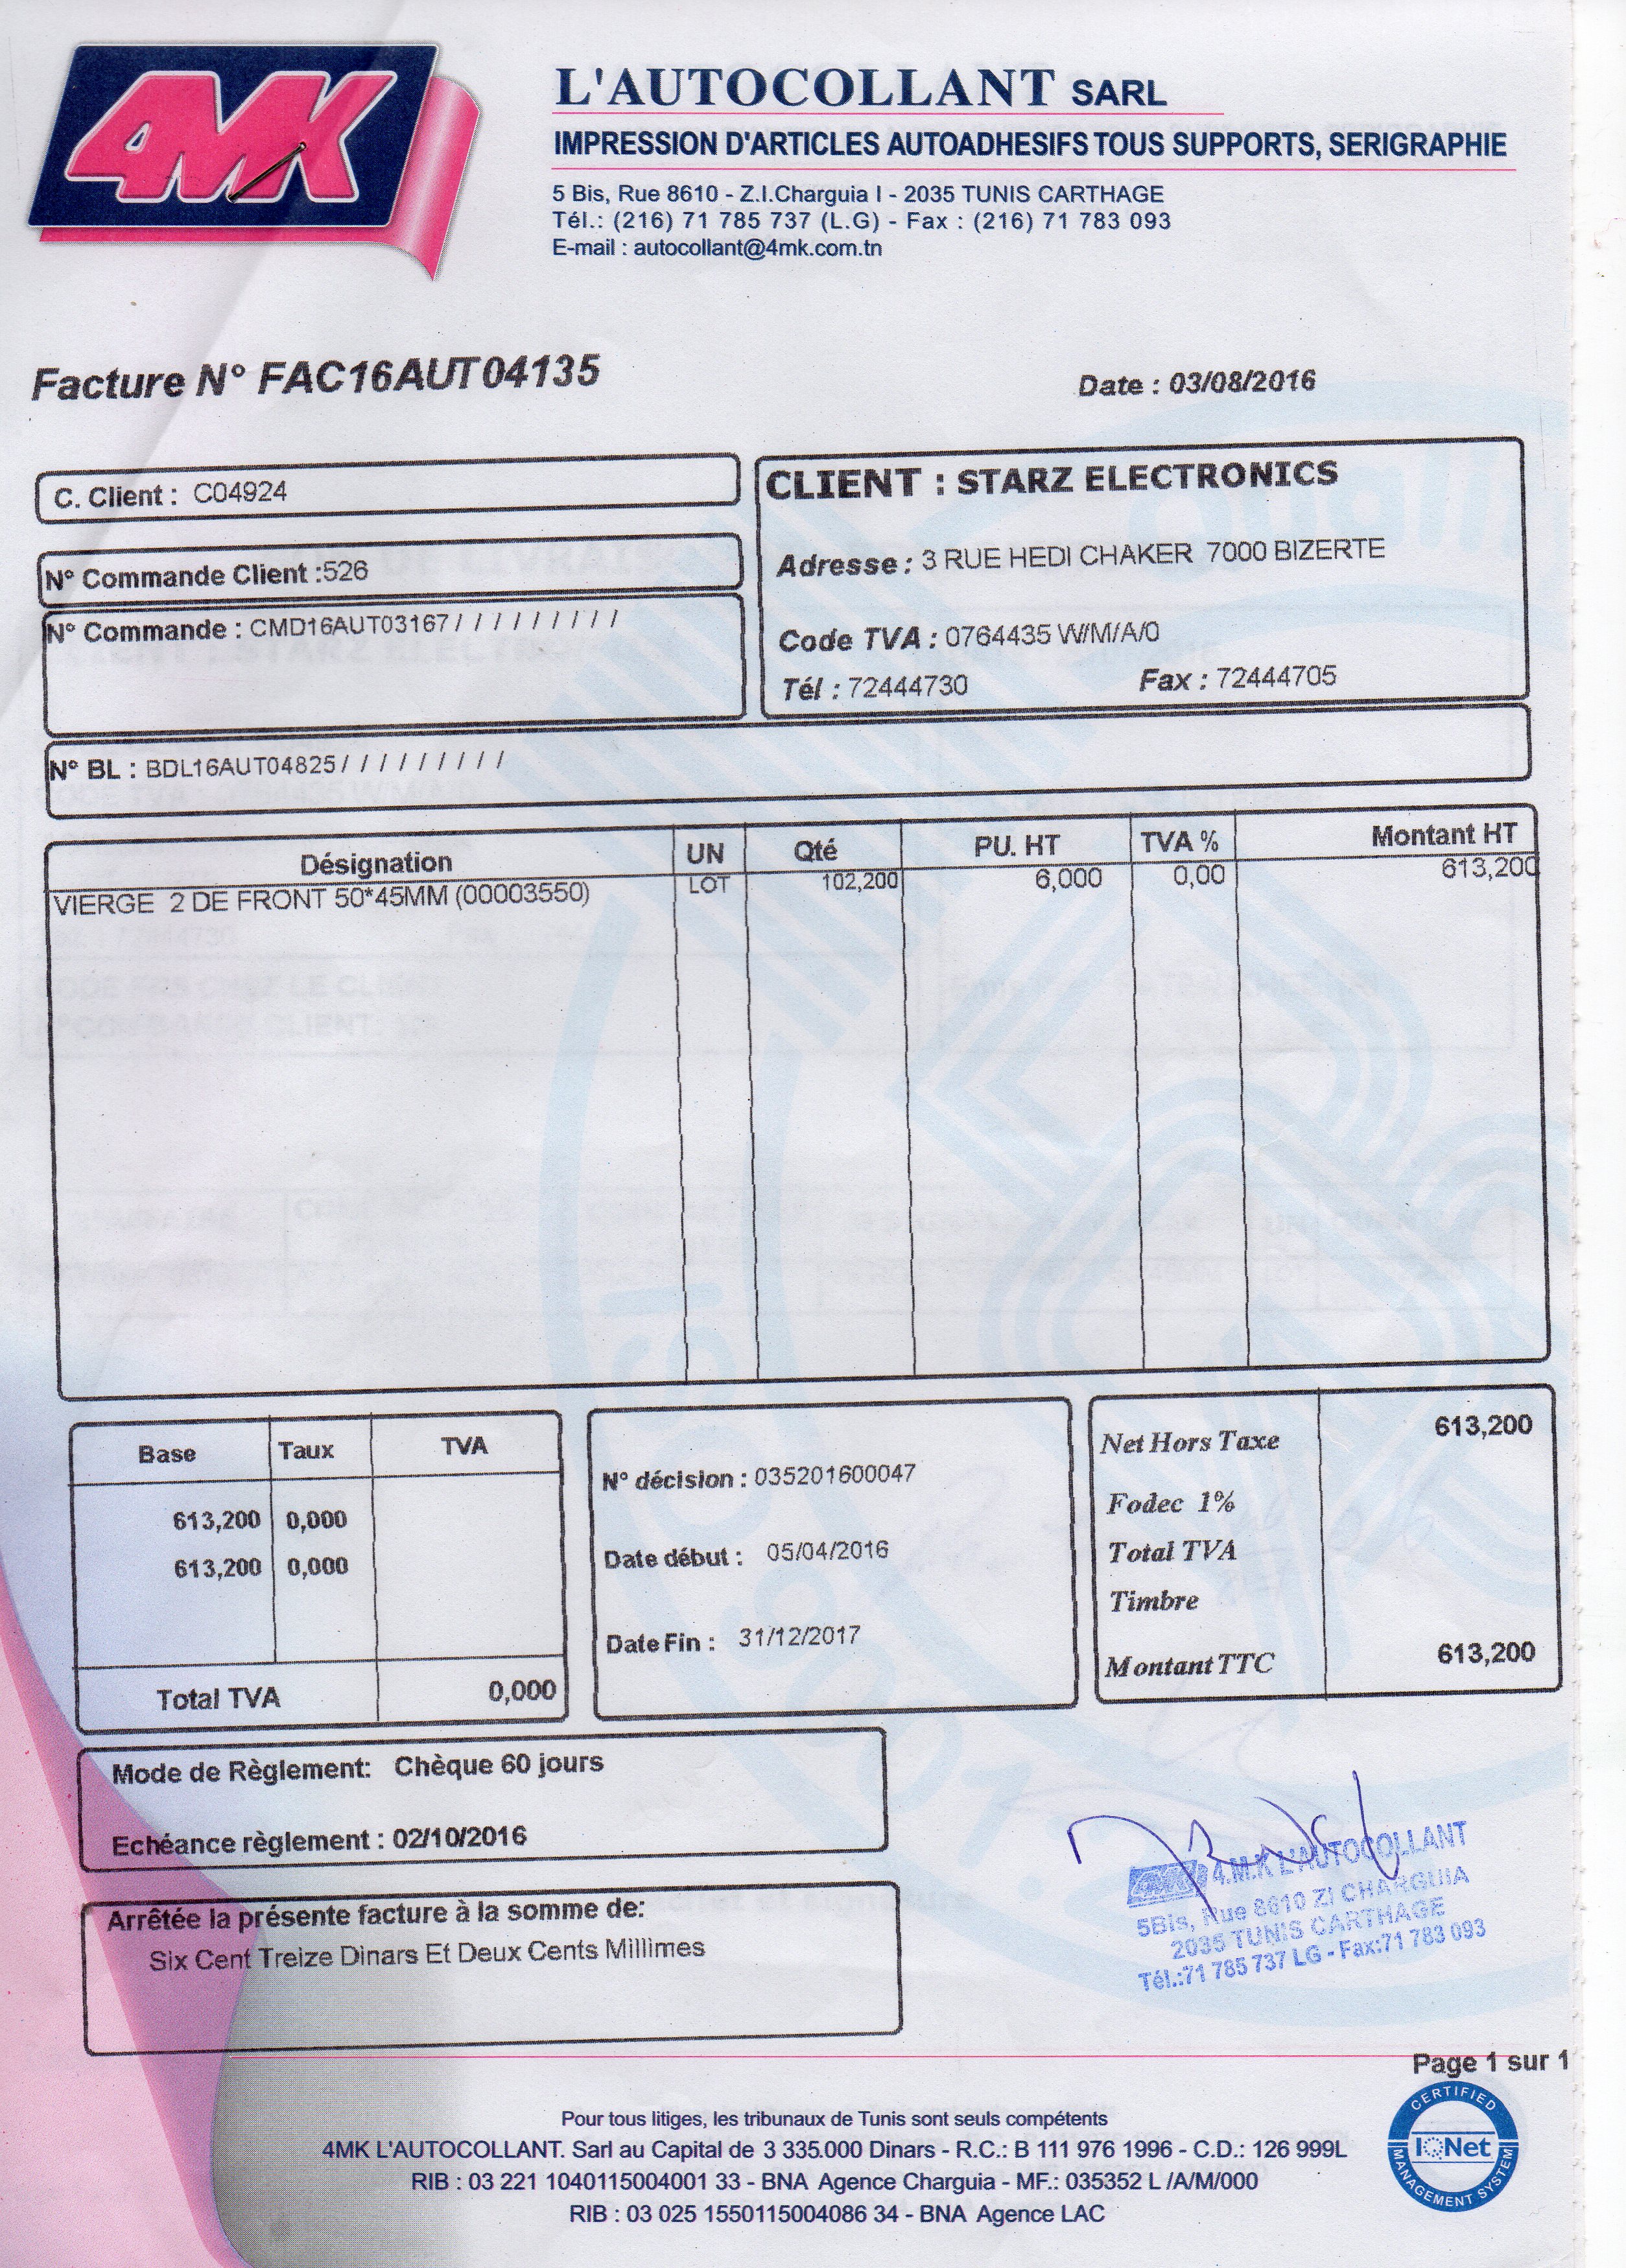 4MK
L'AUTOCOLLANT SARL
IMPRESSION D'ARTICLES AUTOADHESIFS TOUS SUPPORTS, SERIGRAPHIE
5 Bis, Rue 8610 - Z.I.Charguia I - 2035 TUNIS CARTHAGE
Tél.: (216) 71 785 737 (L.G) - Fax : (216) 71 783 093
E-mail : autocollant@4mk.com.tn
Facture N° FAC16AUT04135
Date : 03/08/2016
C. Client : C04924
N° Commande Client :526
N° Commande : CMD16AUT03167/ / / / / / / / / /
CLIENT : STARZ ELECTRONICS
Adresse : 3 RUE HEDI CHAKER 7000 BIZERTE
Code TVA : 0764435 W/M/A/0
Tél : 72444730 Fax : 72444705
N° BL : BDL16AUT04825/ / / / / / / / / /
Désignation UN Qté PU. HT TVA % Montant HT
VIERGE 2 DE FRONT 50*45MM (00003550) LOT 102,200 6,000 0,00 613,200
Base Taux TVA
613,200 0,000
613,200 0,000
Total TVA 0,000
N° décision : 035201600047
Date début : 05/04/2016
Date Fin : 31/12/2017
Net Hors Taxe 613,200
Fodec 1%
Total TVA
Timbre
Montant TTC 613,200
Mode de Règlement: Chèque 60 jours
Echéance règlement : 02/10/2016
Arrêtée la présente facture à la somme de:
Six Cent Treize Dinars Et Deux Cents Millimes
4MK 4.M.K L'AUTOCOLLANT
5Bis, Rue 8610 ZI CHARGUIA
2035 TUNIS CARTHAGE
Tél.:71 785 737 LG - Fax:71 783 093
Page 1 sur 1
Pour tous litiges, les tribunaux de Tunis sont seuls compétents
4MK L'AUTOCOLLANT. Sarl au Capital de 3 335.000 Dinars - R.C.: B 111 976 1996 - C.D.: 126 999L
RIB : 03 221 1040115004001 33 - BNA Agence Charguia - MF.: 035352 L /A/M/000
RIB : 03 025 1550115004086 34 - BNA Agence LAC
CERTIFIED
IQNet
MANAGEMENT SYSTEM